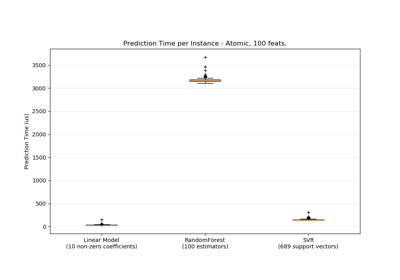 Prediction Time per Instance - Atomic, 100 feats.
3500
3000
2500
2000
1500
1000
500
0
Prediction Time (us)
Linear Model
(10 non-zero coefficients)
RandomForest
(100 estimators)
SVR
(689 support vectors)